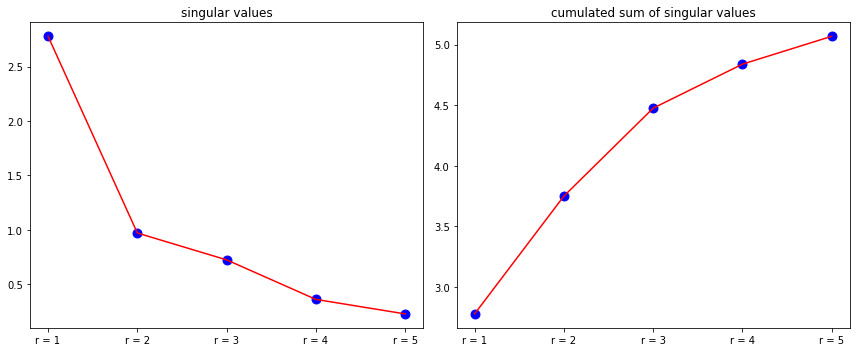 singular values
2.5
2.0
1.5
1.0
0.5
r = 1 r = 2 r = 3 r = 4 r = 5
cumulated sum of singular values
5.0
4.5
4.0
3.5
3.0
r = 1 r = 2 r = 3 r = 4 r = 5